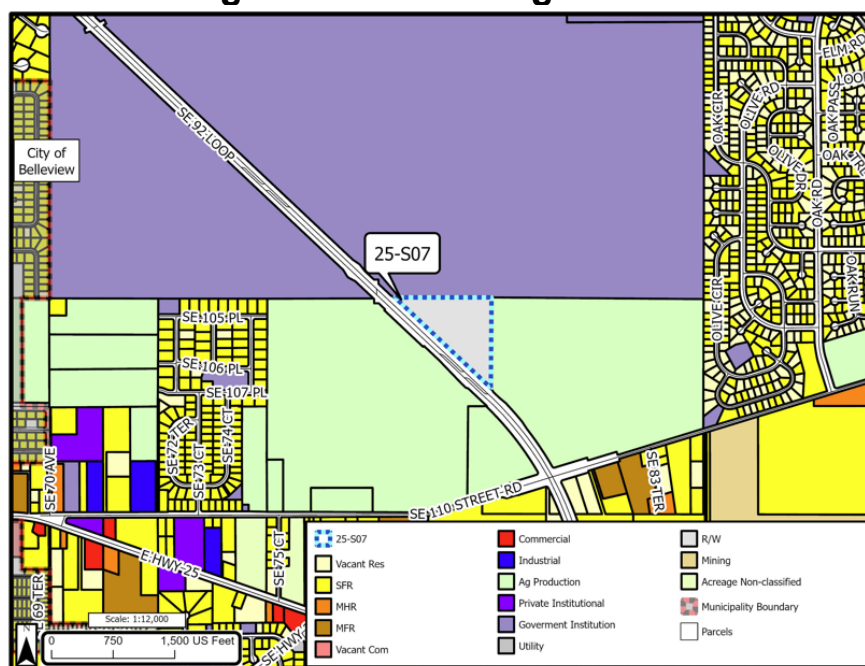 ELM RD
OAK PASS LOOP
OAK CIR
OLIVE RD
SE 92 LOOP
City of
Belleview
OLIVE DR
OAK RD
25-S07
OAK RUN
OLIVE CIR
SE 105 PL
SE 106 PL
SE 107 PL
SE 72 TER
SE 73 CT
SE 74 CT
SE 70 AVE
SE 83 TER
SE 110 STREET RD
SE 75 CT
E HWY 25
69 TER
SE HWY
Scale: 1:12,000
N
0 750 1,500 US Feet
25-S07
Vacant Res
SFR
MHR
MFR
Vacant Com
Commercial
Industrial
Ag Production
Private Institutional
Goverment Institution
Utility
R/W
Mining
Acreage Non-classified
Municipality Boundary
Parcels